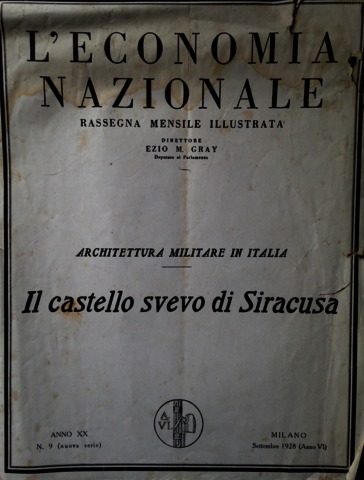 L'ECONOMIA
NAZIONALE
RASSEGNA MENSILE ILLUSTRATA
DIRETTORE
EZIO M. GRAY
Deputato al Parlamento
ARCHITETTURA MILITARE IN ITALIA
Il castello svevo di Siracusa
A.
VI
ANNO XX
N. 9 (nuova serie)
MILANO
Settembre 1928 (Anno VI)